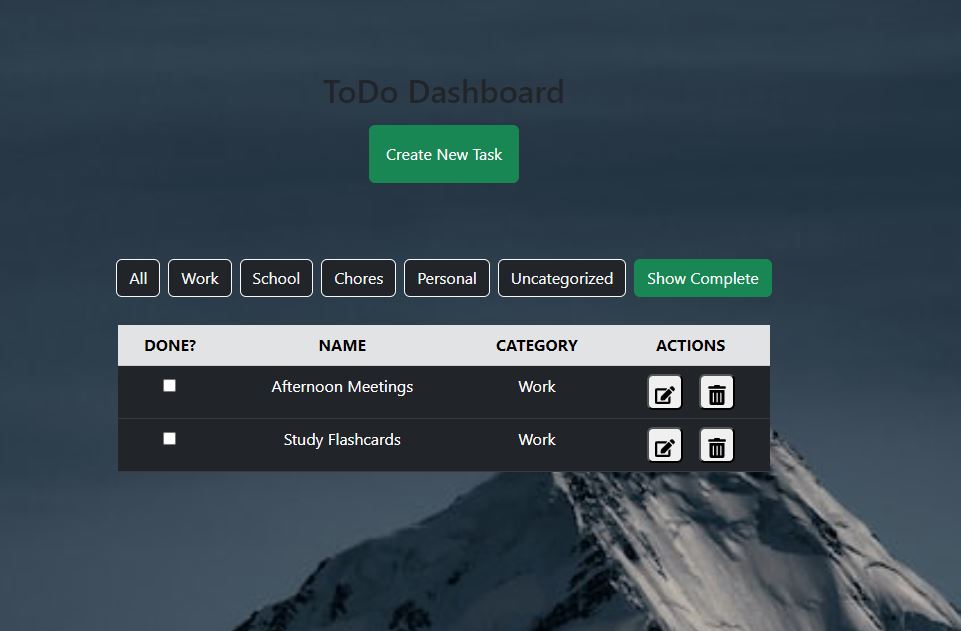 ToDo Dashboard
Create New Task
All Work School Chores Personal Uncategorized Show Complete
DONE? NAME CATEGORY ACTIONS
Afternoon Meetings Work
Study Flashcards Work